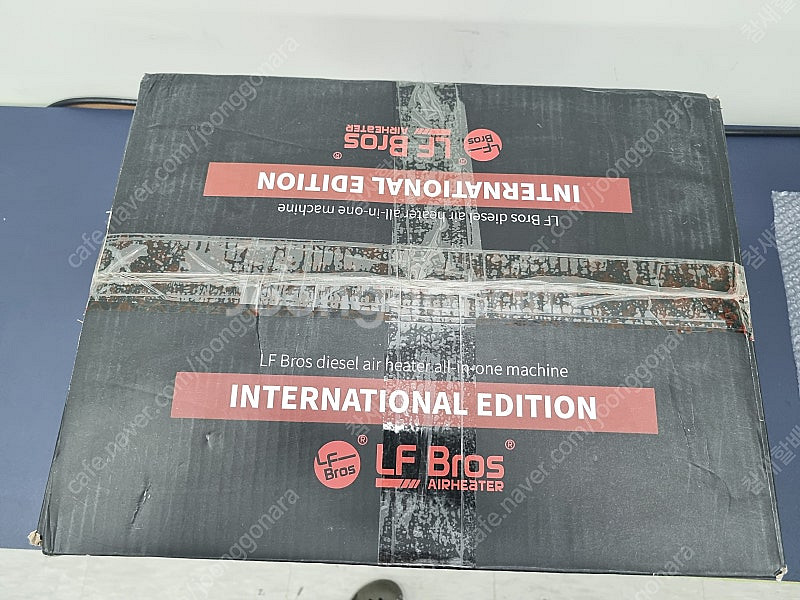 LF Bros
AIRHEATER
®
LF
Bros
®
INTERNATIONAL EDITION
LF Bros diesel air heater all-in-one machine
LF Bros diesel air heater all-in-one machine
INTERNATIONAL EDITION
LF
Bros
®
LF Bros
®
AIRHEATER
cafe.naver.com/joonggonara